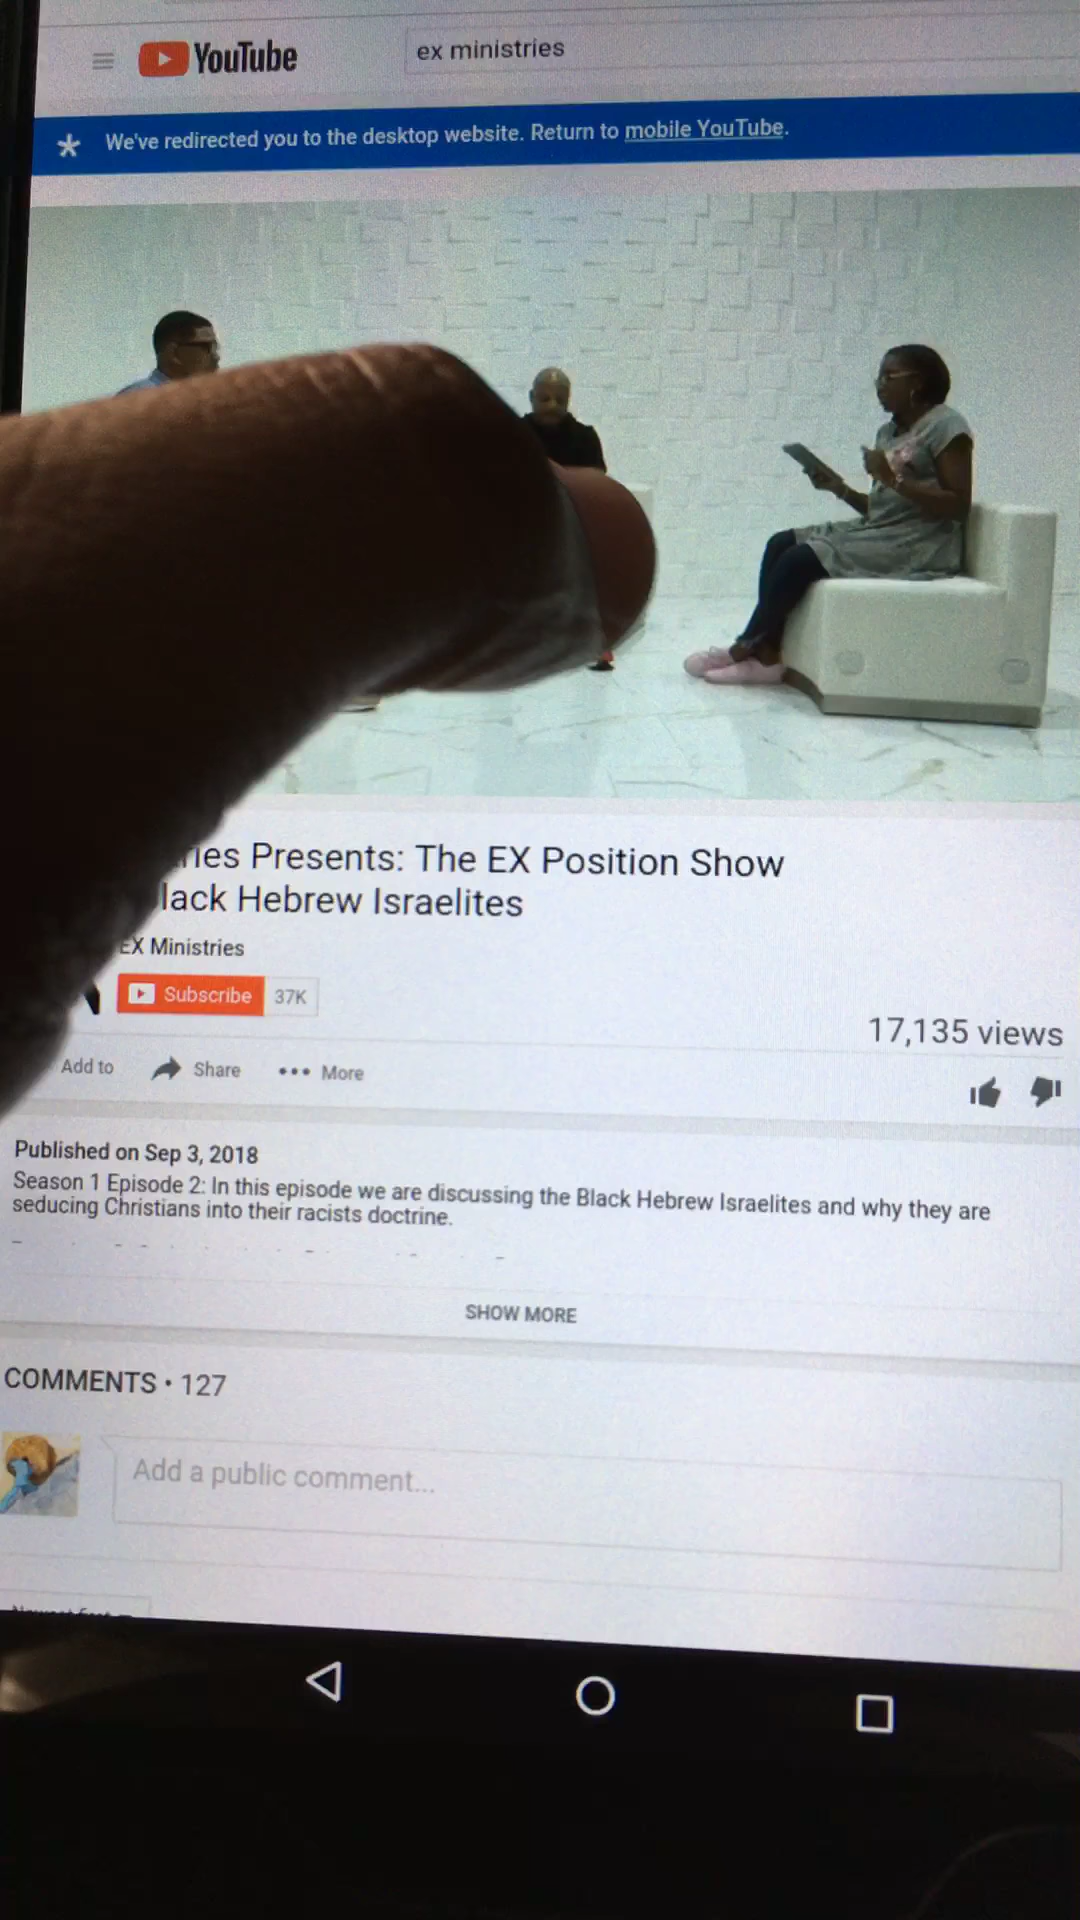 YouTube
ex ministries
We've redirected you to the desktop website. Return to mobile YouTube.
ries Presents: The EX Position Show
lack Hebrew Israelites
EX Ministries
Subscribe 37K
17,135 views
Add to Share More
Published on Sep 3, 2018
Season 1 Episode 2: In this episode we are discussing the Black Hebrew Israelites and why they are
seducing Christians into their racists doctrine.
SHOW MORE
COMMENTS • 127
Add a public comment...